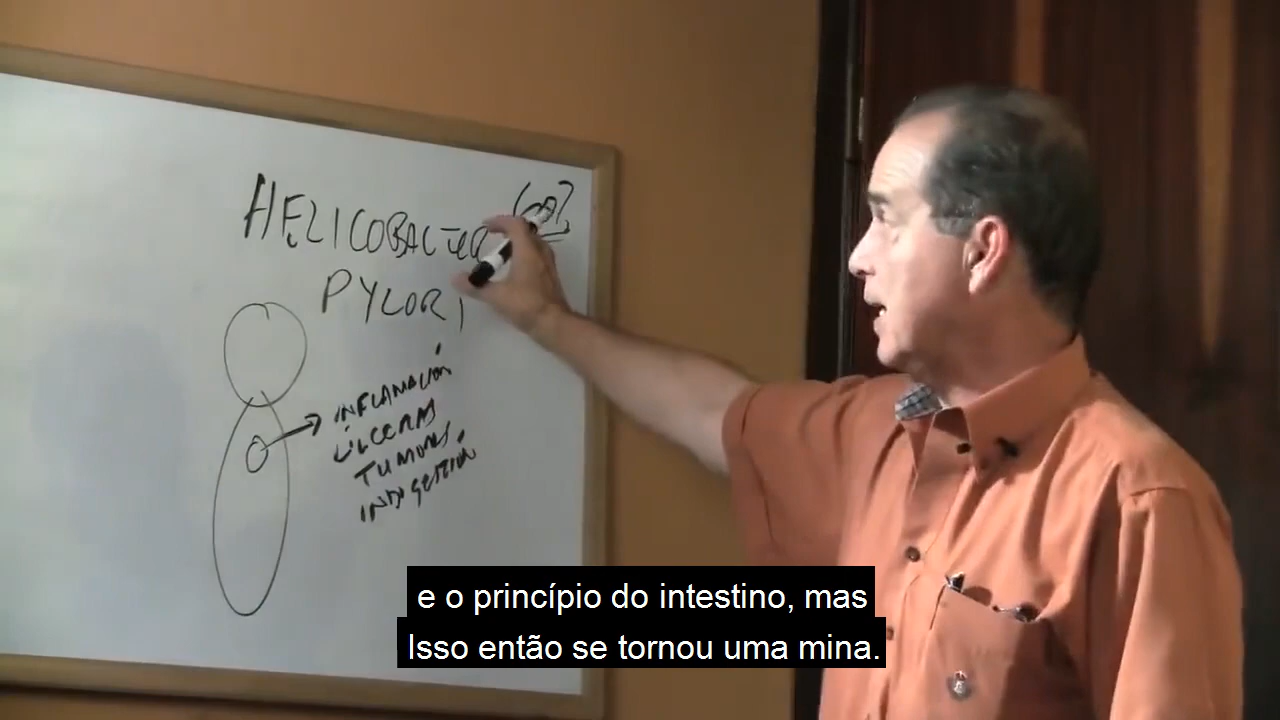 HELICOBACTER
PYLORI
INFLAMACIÓN
ÚLCERAS
TUMORES
INDIGESTIÓN
e o princípio do intestino, mas
Isso então se tornou uma mina.